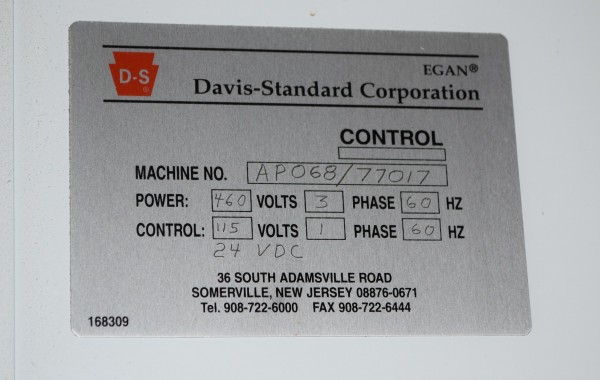 D-S
®
EGAN®
Davis-Standard Corporation
CONTROL
MACHINE NO. APO68/77017
POWER: 460 VOLTS 3 PHASE 60 HZ
CONTROL: 115 VOLTS 1 PHASE 60 HZ
24 VDC
36 SOUTH ADAMSVILLE ROAD
SOMERVILLE, NEW JERSEY 08876-0671
Tel. 908-722-6000 FAX 908-722-6444
168309